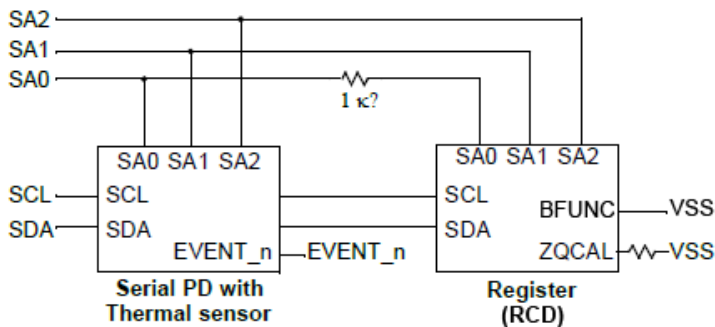 SA2
SA1
SA0
1 κ?
SA0 SA1 SA2
SA0 SA1 SA2
SCL SCL SCL
BFUNC VSS
SDA SDA SDA
EVENT_n EVENT_n ZQCAL VSS
Serial PD with
Thermal sensor
Register
(RCD)